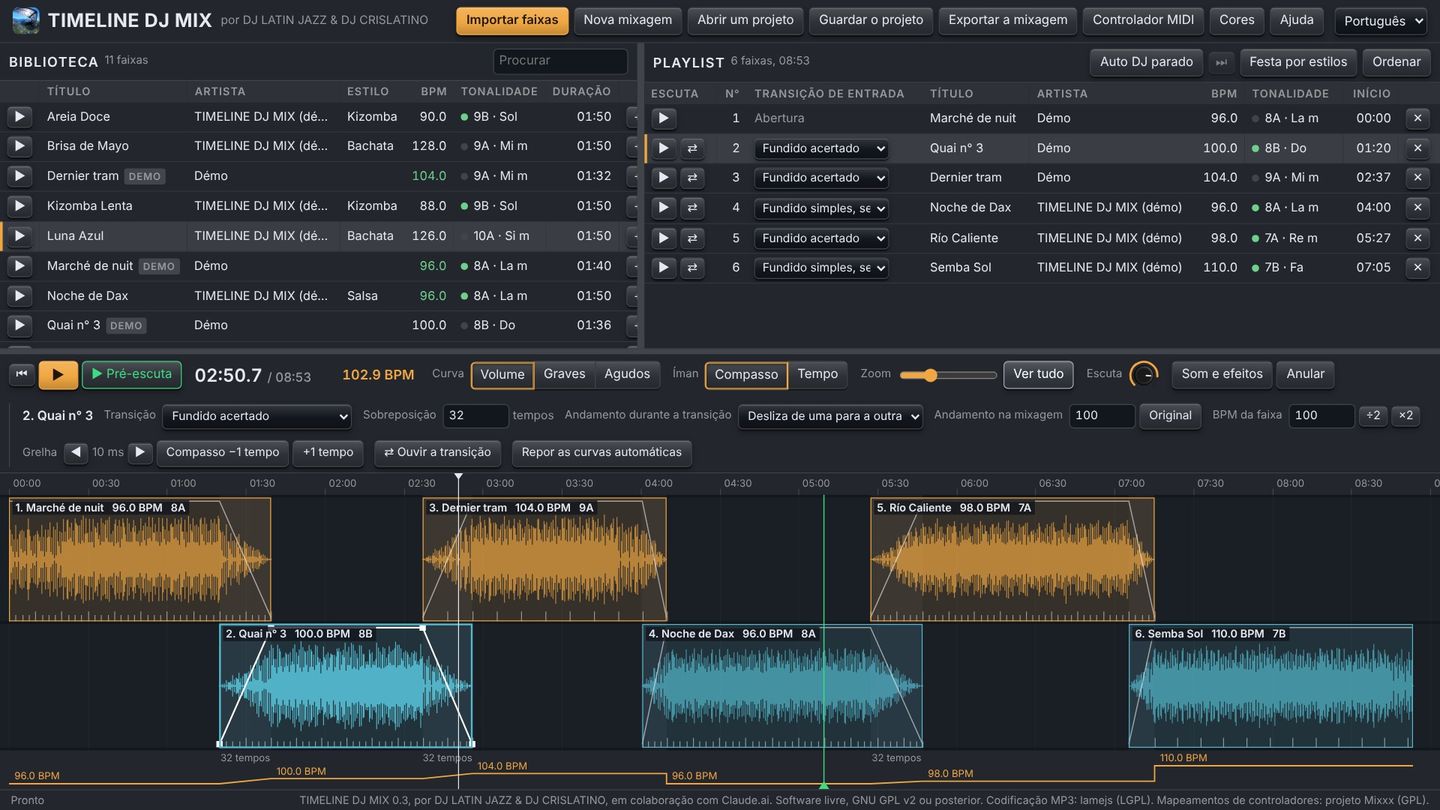 TIMELINE DJ MIX por DJ LATIN JAZZ & DJ CRISLATINO Importar faixas Nova mixagem Abrir um projeto Guardar o projeto Exportar a mixagem Controlador MIDI Cores Ajuda Português
BIBLIOTECA 11 faixas Procurar
TÍTULO ARTISTA ESTILO BPM TONALIDADE DURAÇÃO
Areia Doce TIMELINE DJ MIX (dé... Kizomba 90.0 9B · Sol 01:50
Brisa de Mayo TIMELINE DJ MIX (dé... Bachata 128.0 9A · Mi m 01:50
Dernier tram DEMO Démo 104.0 9A · Mi m 01:32
Kizomba Lenta TIMELINE DJ MIX (dé... Kizomba 88.0 9B · Sol 01:50
Luna Azul TIMELINE DJ MIX (dé... Bachata 126.0 10A · Si m 01:50
Marché de nuit DEMO Démo 96.0 8A · La m 01:40
Noche de Dax TIMELINE DJ MIX (dé... Salsa 96.0 8A · La m 01:50
Quai n° 3 DEMO Démo 100.0 8B · Do 01:36
PLAYLIST 6 faixas, 08:53 Auto DJ parado Festa por estilos Ordenar
ESCUTA N° TRANSIÇÃO DE ENTRADA TÍTULO ARTISTA BPM TONALIDADE INÍCIO
1 Abertura Marché de nuit Démo 96.0 8A · La m 00:00
2 Fundido acertado Quai n° 3 Démo 100.0 8B · Do 01:20
3 Fundido acertado Dernier tram Démo 104.0 9A · Mi m 02:37
4 Fundido simples, se Noche de Dax TIMELINE DJ MIX (démo) 96.0 8A · La m 04:00
5 Fundido acertado Río Caliente TIMELINE DJ MIX (démo) 98.0 7A · Re m 05:27
6 Fundido simples, se Semba Sol TIMELINE DJ MIX (démo) 110.0 7B · Fa 07:05
Pré-escuta 02:50.7 / 08:53 102.9 BPM Curva Volume Graves Agudos Íman Compasso Tempo Zoom Ver tudo Escuta Som e efeitos Anular
2. Quai n° 3 Transição Fundido acertado Sobreposição 32 tempos Andamento durante a transição Desliza de uma para a outra Andamento na mixagem 100 Original BPM da faixa 100 ÷2 ×2
Grelha 10 ms Compasso −1 tempo +1 tempo ⇄ Ouvir a transição Repor as curvas automáticas
00:00 00:30 01:00 01:30 02:00 02:30 03:00 03:30 04:00 04:30 05:00 05:30 06:00 06:30 07:00 07:30 08:00 08:30
1. Marché de nuit 96.0 BPM 8A 3. Dernier tram 104.0 BPM 9A 5. Río Caliente 98.0 BPM 7A
2. Quai n° 3 100.0 BPM 8B 4. Noche de Dax 96.0 BPM 8A 6. Semba Sol 110.0 BPM 7B
32 tempos 32 tempos 32 tempos
96.0 BPM 100.0 BPM 104.0 BPM 96.0 BPM 98.0 BPM 110.0 BPM
Pronto TIMELINE DJ MIX 0.3, por DJ LATIN JAZZ & DJ CRISLATINO, em colaboração com Claude.ai. Software livre, GNU GPL v2 ou posterior. Codificação MP3: lamejs (LGPL). Mapeamentos de controladores: projeto Mixxx (GPL).